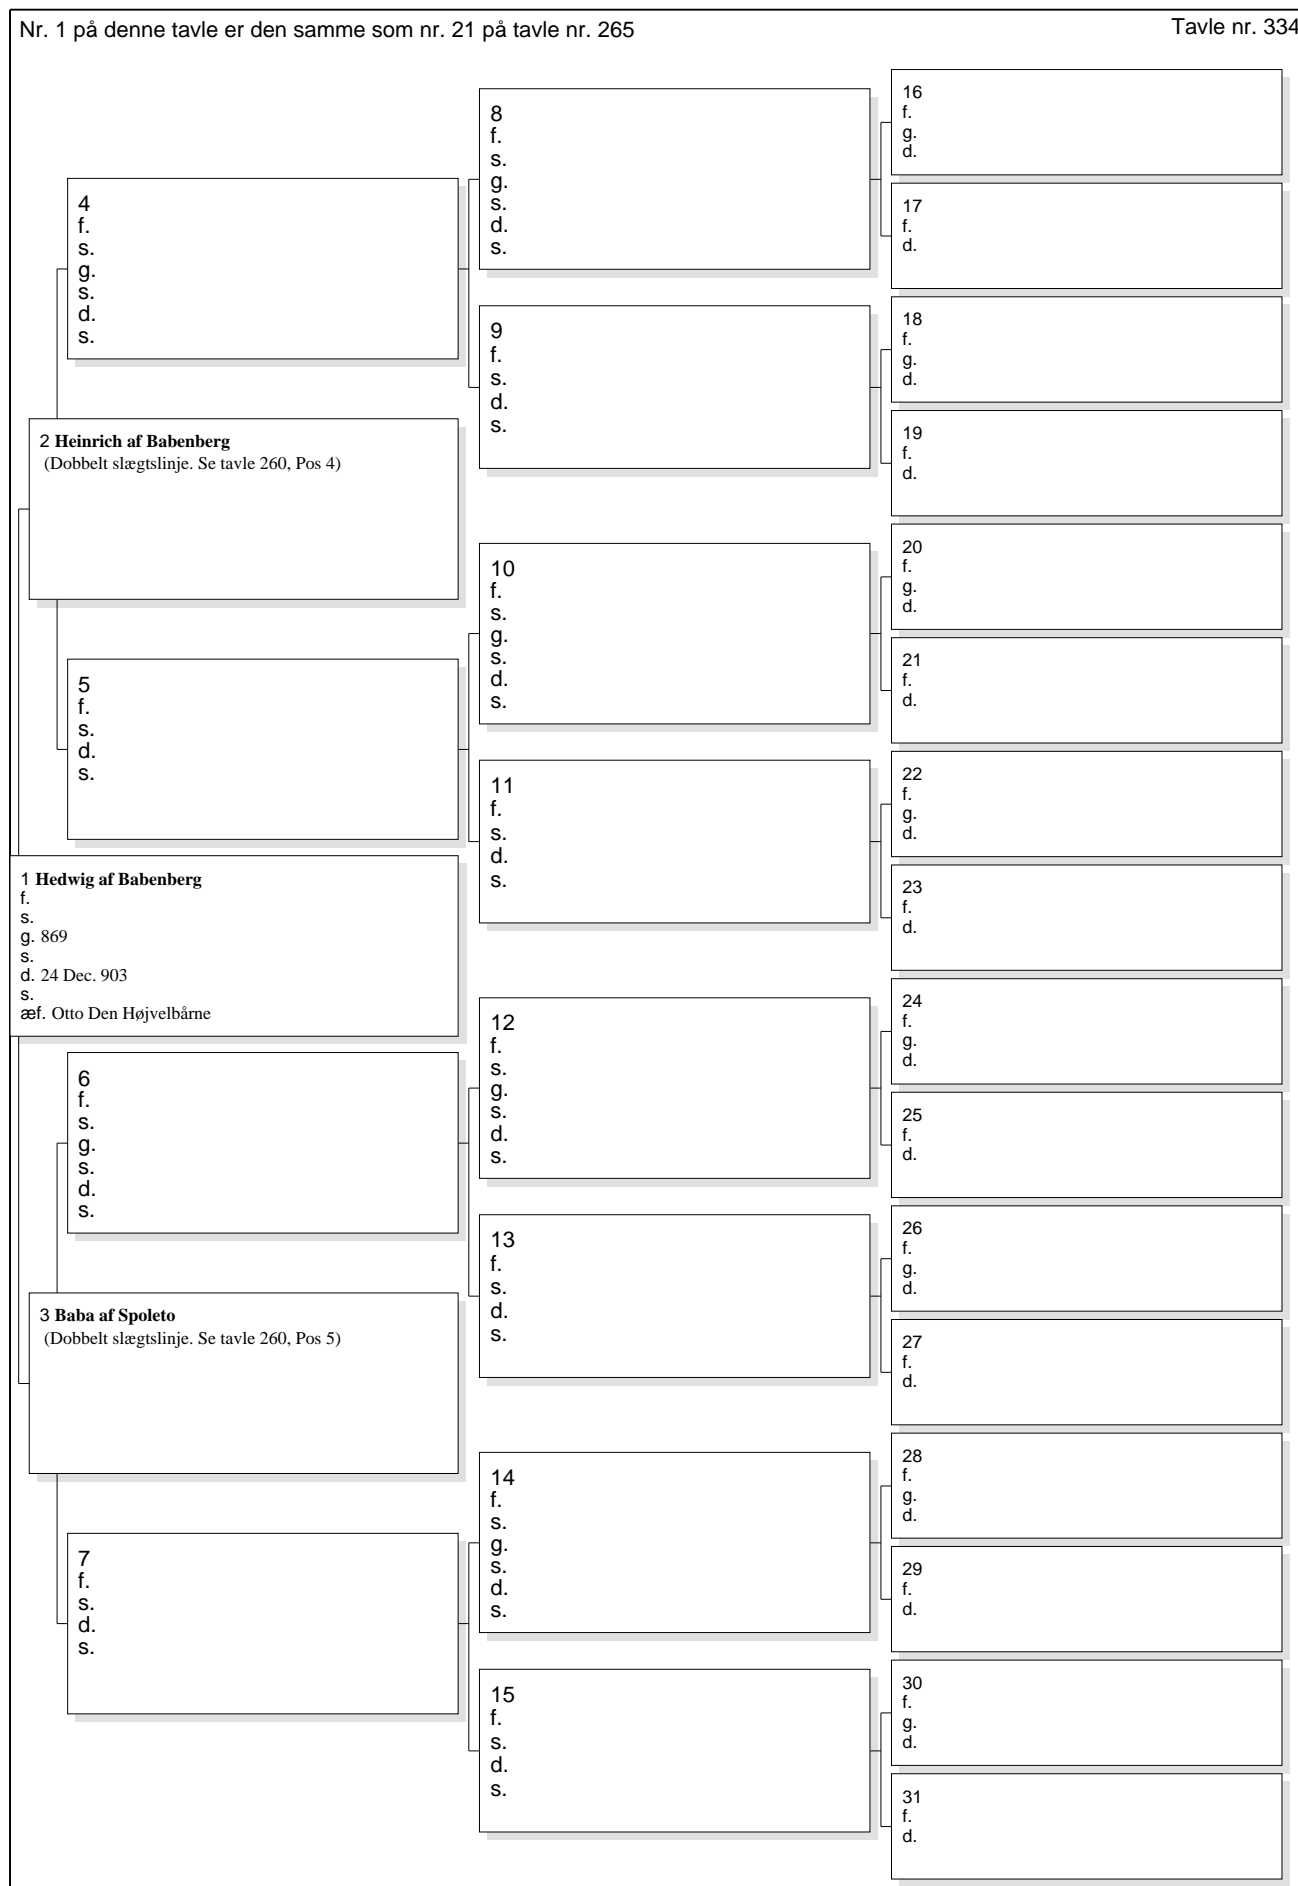 Nr. 1 på denne tavle er den samme som nr. 21 på tavle nr. 265
Tavle nr. 334
1 Hedwig af Babenberg
f.
s.
g. 869
s.
d. 24 Dec. 903
s.
æf. Otto Den Højvelbårne
2 Heinrich af Babenberg
(Dobbelt slægtslinje. Se tavle 260, Pos 4)
3 Baba af Spoleto
(Dobbelt slægtslinje. Se tavle 260, Pos 5)
4
f.
s.
g.
s.
d.
s.
5
f.
s.
d.
s.
6
f.
s.
g.
s.
d.
s.
7
f.
s.
d.
s.
8
f.
s.
g.
s.
d.
s.
9
f.
s.
d.
s.
10
f.
s.
g.
s.
d.
s.
11
f.
s.
d.
s.
12
f.
s.
g.
s.
d.
s.
13
f.
s.
d.
s.
14
f.
s.
g.
s.
d.
s.
15
f.
s.
d.
s.
16
f.
g.
d.
17
f.
d.
18
f.
g.
d.
19
f.
d.
20
f.
g.
d.
21
f.
d.
22
f.
g.
d.
23
f.
d.
24
f.
g.
d.
25
f.
d.
26
f.
g.
d.
27
f.
d.
28
f.
g.
d.
29
f.
d.
30
f.
g.
d.
31
f.
d.